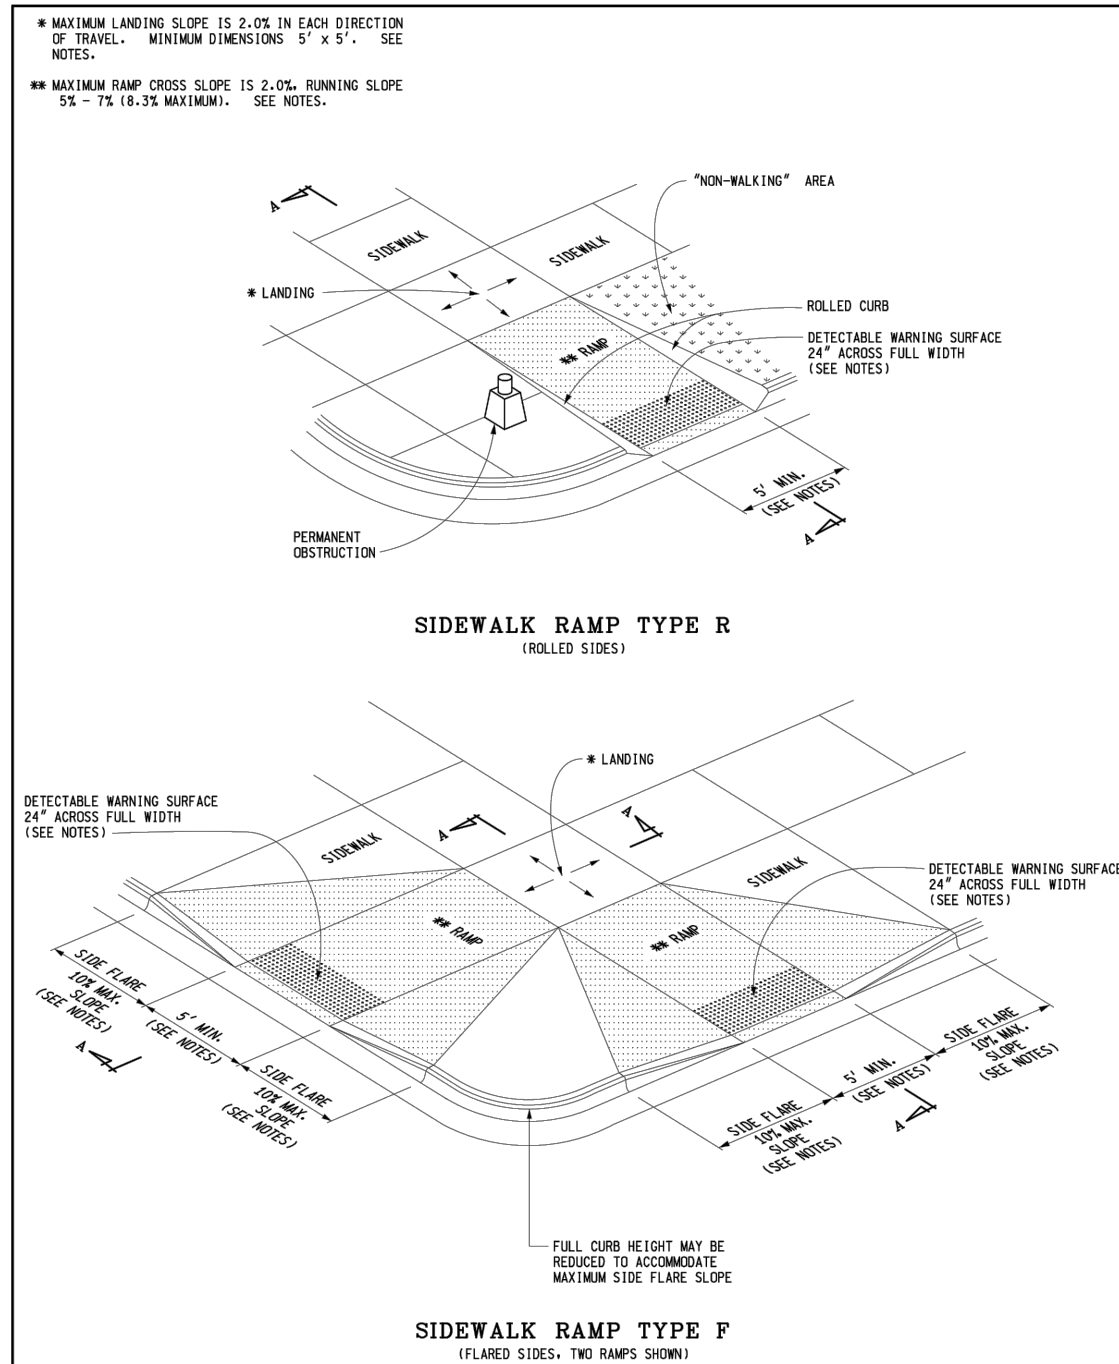 * MAXIMUM LANDING SLOPE IS 2.0% IN EACH DIRECTION
OF TRAVEL. MINIMUM DIMENSIONS 5' x 5'. SEE
NOTES.
** MAXIMUM RAMP CROSS SLOPE IS 2.0%, RUNNING SLOPE
5% - 7% (8.3% MAXIMUM). SEE NOTES.
"NON-WALKING" AREA
A
SIDEWALK
SIDEWALK
* LANDING
ROLLED CURB
DETECTABLE WARNING SURFACE
24" ACROSS FULL WIDTH
(SEE NOTES)
** RAMP
5' MIN.
(SEE NOTES)
A
PERMANENT
OBSTRUCTION
SIDEWALK RAMP TYPE R
(ROLLED SIDES)
* LANDING
DETECTABLE WARNING SURFACE
24" ACROSS FULL WIDTH
(SEE NOTES)
A
A
SIDEWALK
SIDEWALK
DETECTABLE WARNING SURFACE
24" ACROSS FULL WIDTH
(SEE NOTES)
** RAMP
** RAMP
SIDE FLARE
10% MAX.
SLOPE
(SEE NOTES)
5' MIN.
(SEE NOTES)
A
SIDE FLARE
10% MAX.
SLOPE
(SEE NOTES)
SIDE FLARE
10% MAX.
SLOPE
(SEE NOTES)
5' MIN.
(SEE NOTES)
SIDE FLARE
10% MAX.
SLOPE
(SEE NOTES)
A
FULL CURB HEIGHT MAY BE
REDUCED TO ACCOMMODATE
MAXIMUM SIDE FLARE SLOPE
SIDEWALK RAMP TYPE F
(FLARED SIDES, TWO RAMPS SHOWN)